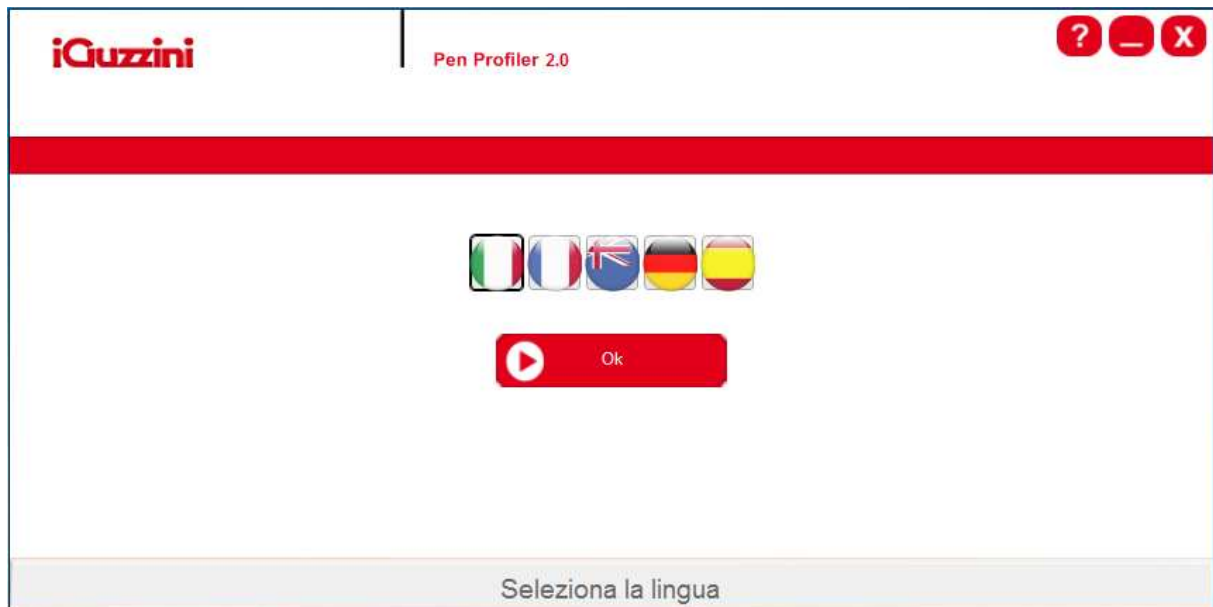 iGuzzini
Pen Profiler 2.0
? _ X
Ok
Seleziona la lingua